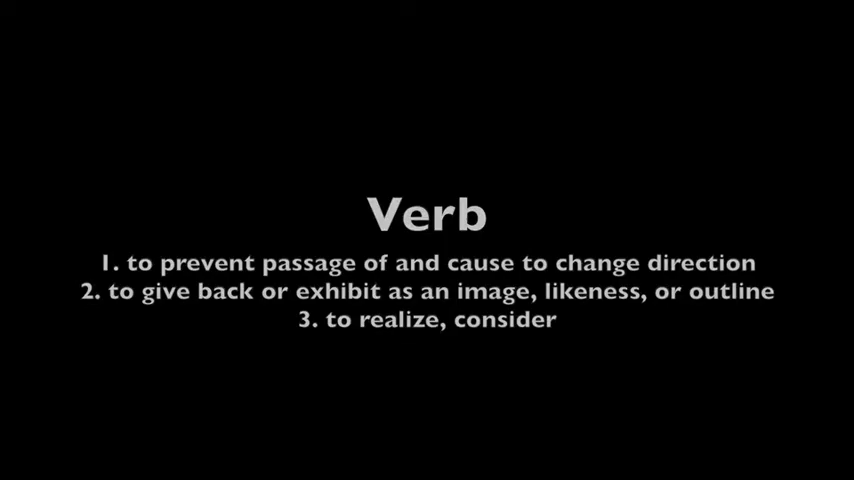 Verb
1. to prevent passage of and cause to change direction
2. to give back or exhibit as an image, likeness, or outline
3. to realize, consider